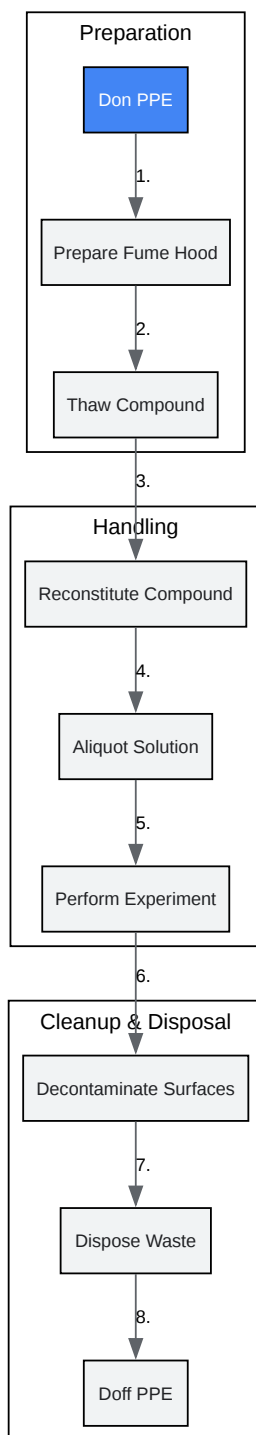 Preparation
Don PPE
1.
Prepare Fume Hood
2.
Thaw Compound
3.
Handling
Reconstitute Compound
4.
Aliquot Solution
5.
Perform Experiment
6.
Cleanup & Disposal
Decontaminate Surfaces
7.
Dispose Waste
8.
Doff PPE